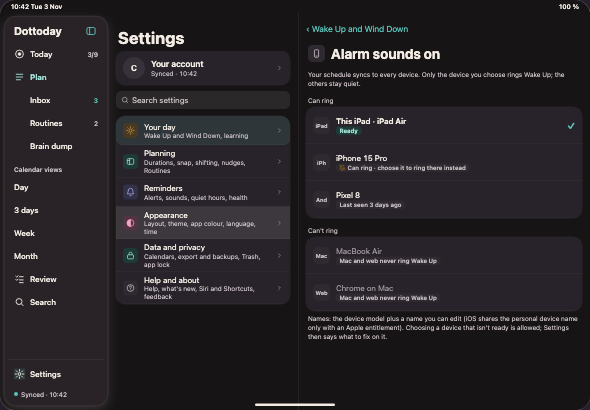 10:42 Tue 3 Nov
100 %
Dottoday
Today 3/9
Plan
Inbox 3
Routines 2
Brain dump
Calendar views
Day
3 days
Week
Month
Review
Search
Settings
Synced · 10:42
Settings
C
Your account
Synced · 10:42
Search settings
Your day
Wake Up and Wind Down, learning
Planning
Durations, snap, shifting, nudges,
Routines
Reminders
Alerts, sounds, quiet hours, health
Appearance
Layout, theme, app colour, language,
time
Data and privacy
Calendars, export and backups, Trash,
app lock
Help and about
Help, what's new, Siri and Shortcuts,
feedback
‹ Wake Up and Wind Down
Alarm sounds on
Your schedule syncs to every device. Only the device you choose rings Wake Up; the
others stay quiet.
Can ring
iPad
This iPad · iPad Air
Ready
iPh
iPhone 15 Pro
Can ring · choose it to ring there instead
And
Pixel 8
Last seen 3 days ago
Can't ring
Mac
MacBook Air
Mac and web never ring Wake Up
Web
Chrome on Mac
Mac and web never ring Wake Up
Names: the device model plus a name you can edit (iOS shares the personal device name
only with an Apple entitlement). Choosing a device that isn't ready is allowed; Settings
then says what to fix on it.